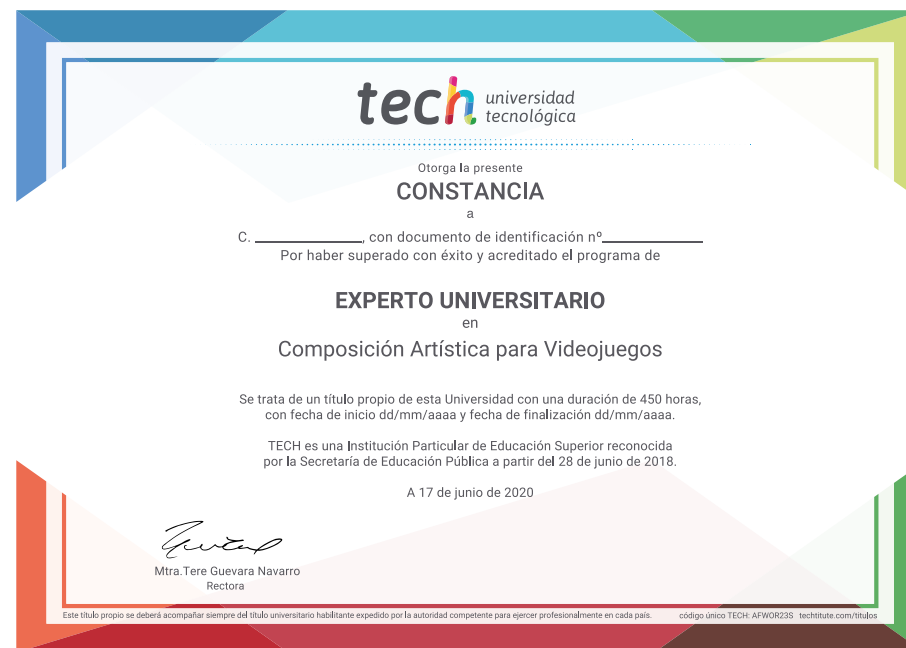 tech universidad
tecnológica
Otorga la presente
CONSTANCIA
a
C. ____________, con documento de identificación nº____________
Por haber superado con éxito y acreditado el programa de
EXPERTO UNIVERSITARIO
en
Composición Artística para Videojuegos
Se trata de un título propio de esta Universidad con una duración de 450 horas,
con fecha de inicio dd/mm/aaaa y fecha de finalización dd/mm/aaaa.
TECH es una Institución Particular de Educación Superior reconocida
por la Secretaría de Educación Pública a partir del 28 de junio de 2018.
A 17 de junio de 2020
Mtra.Tere Guevara Navarro
Rectora
Este título propio se deberá acompañar siempre del título universitario habilitante expedido por la autoridad competente para ejercer profesionalmente en cada país. código único TECH: AFWOR23S techtitute.com/titulos